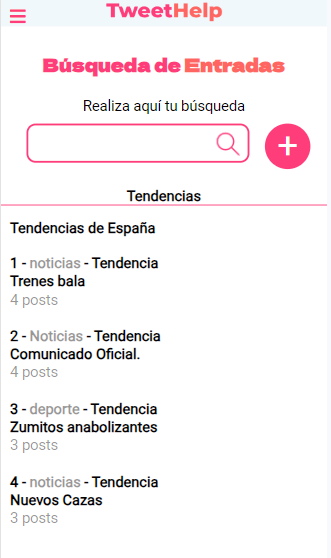 TweetHelp
Búsqueda de Entradas
Realiza aquí tu búsqueda
Tendencias
Tendencias de España
1 - noticias - Tendencia
Trenes bala
4 posts
2 - Noticias - Tendencia
Comunicado Oficial.
4 posts
3 - deporte - Tendencia
Zumitos anabolizantes
3 posts
4 - noticias - Tendencia
Nuevos Cazas
3 posts